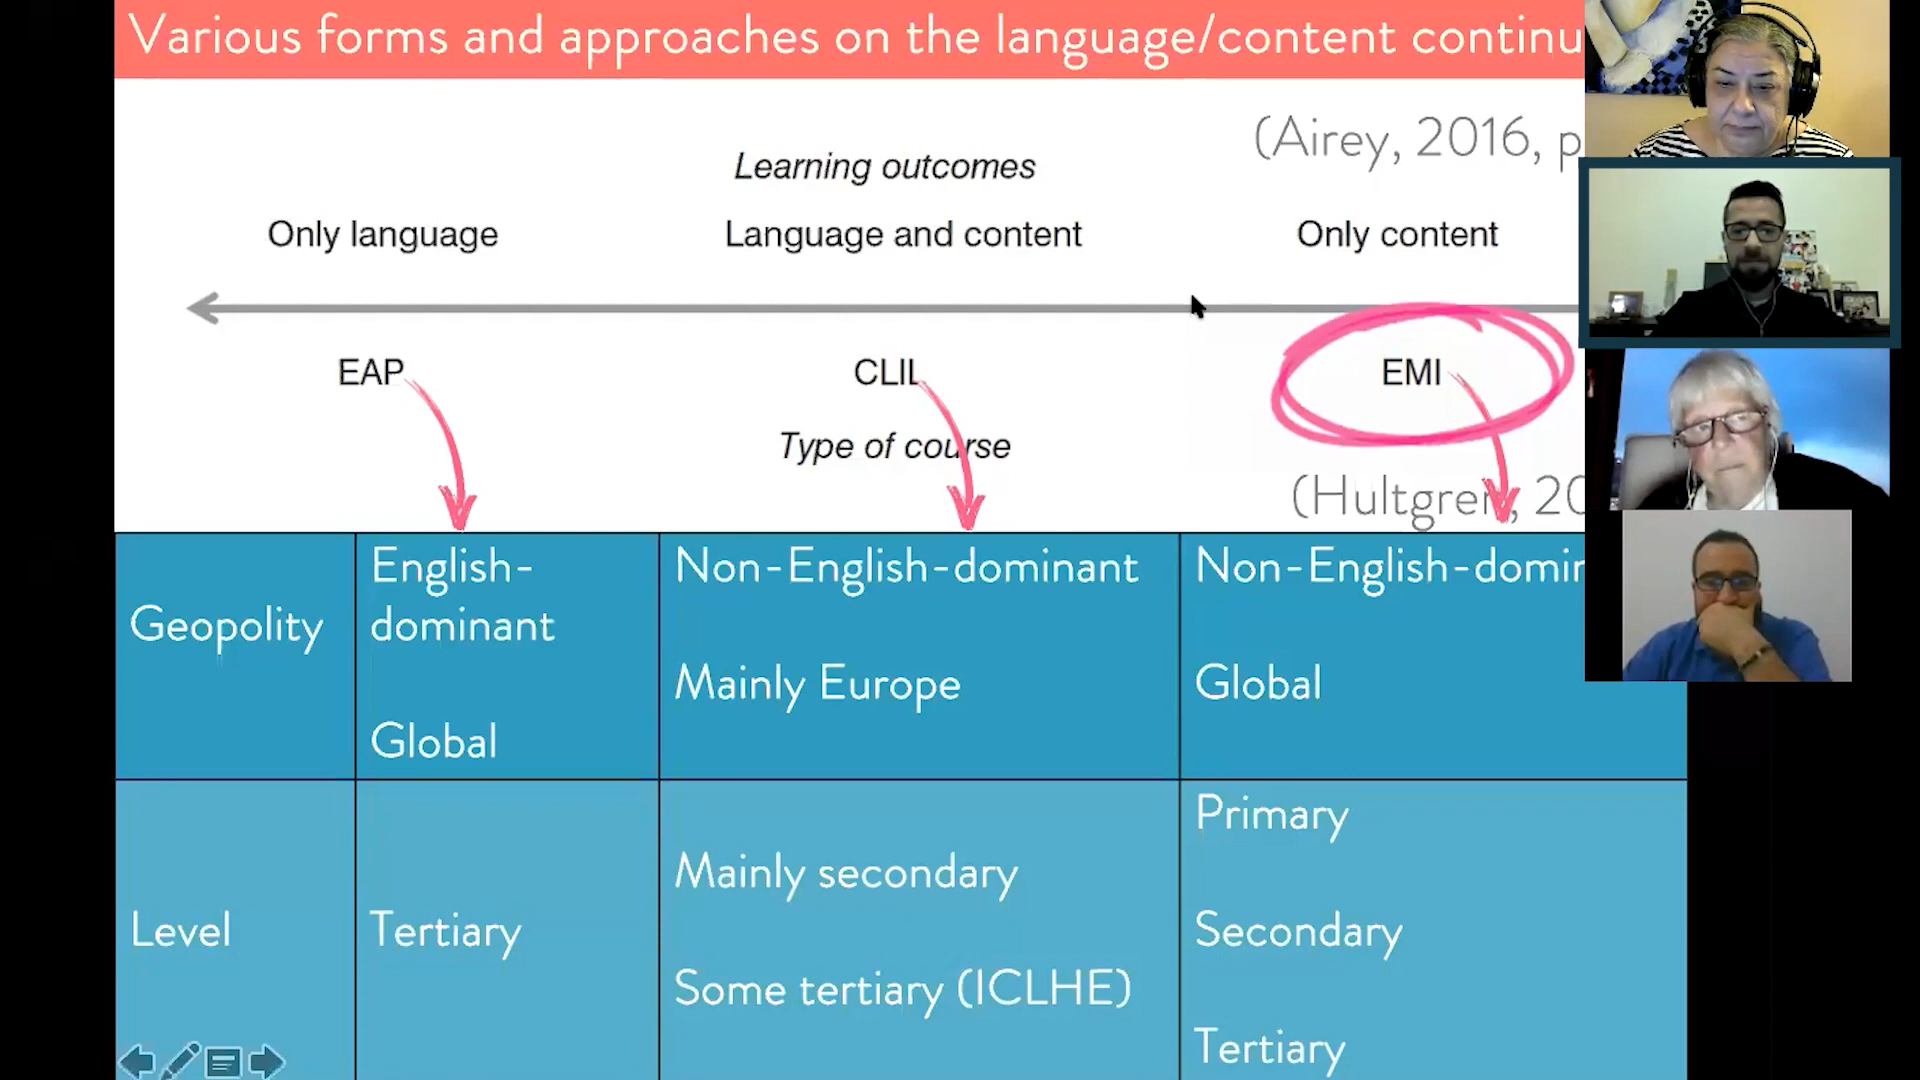 Various forms and approaches on the language/content continu
(Airey, 2016, p
Learning outcomes
Only language
Language and content
Only content
EAP
CLIL
EMI
Type of course
(Hultgren, 20
Geopolity
English-
dominant
Global
Non-English-dominant
Mainly Europe
Non-English-domin
Global
Level
Tertiary
Mainly secondary
Some tertiary (ICLHE)
Primary
Secondary
Tertiary